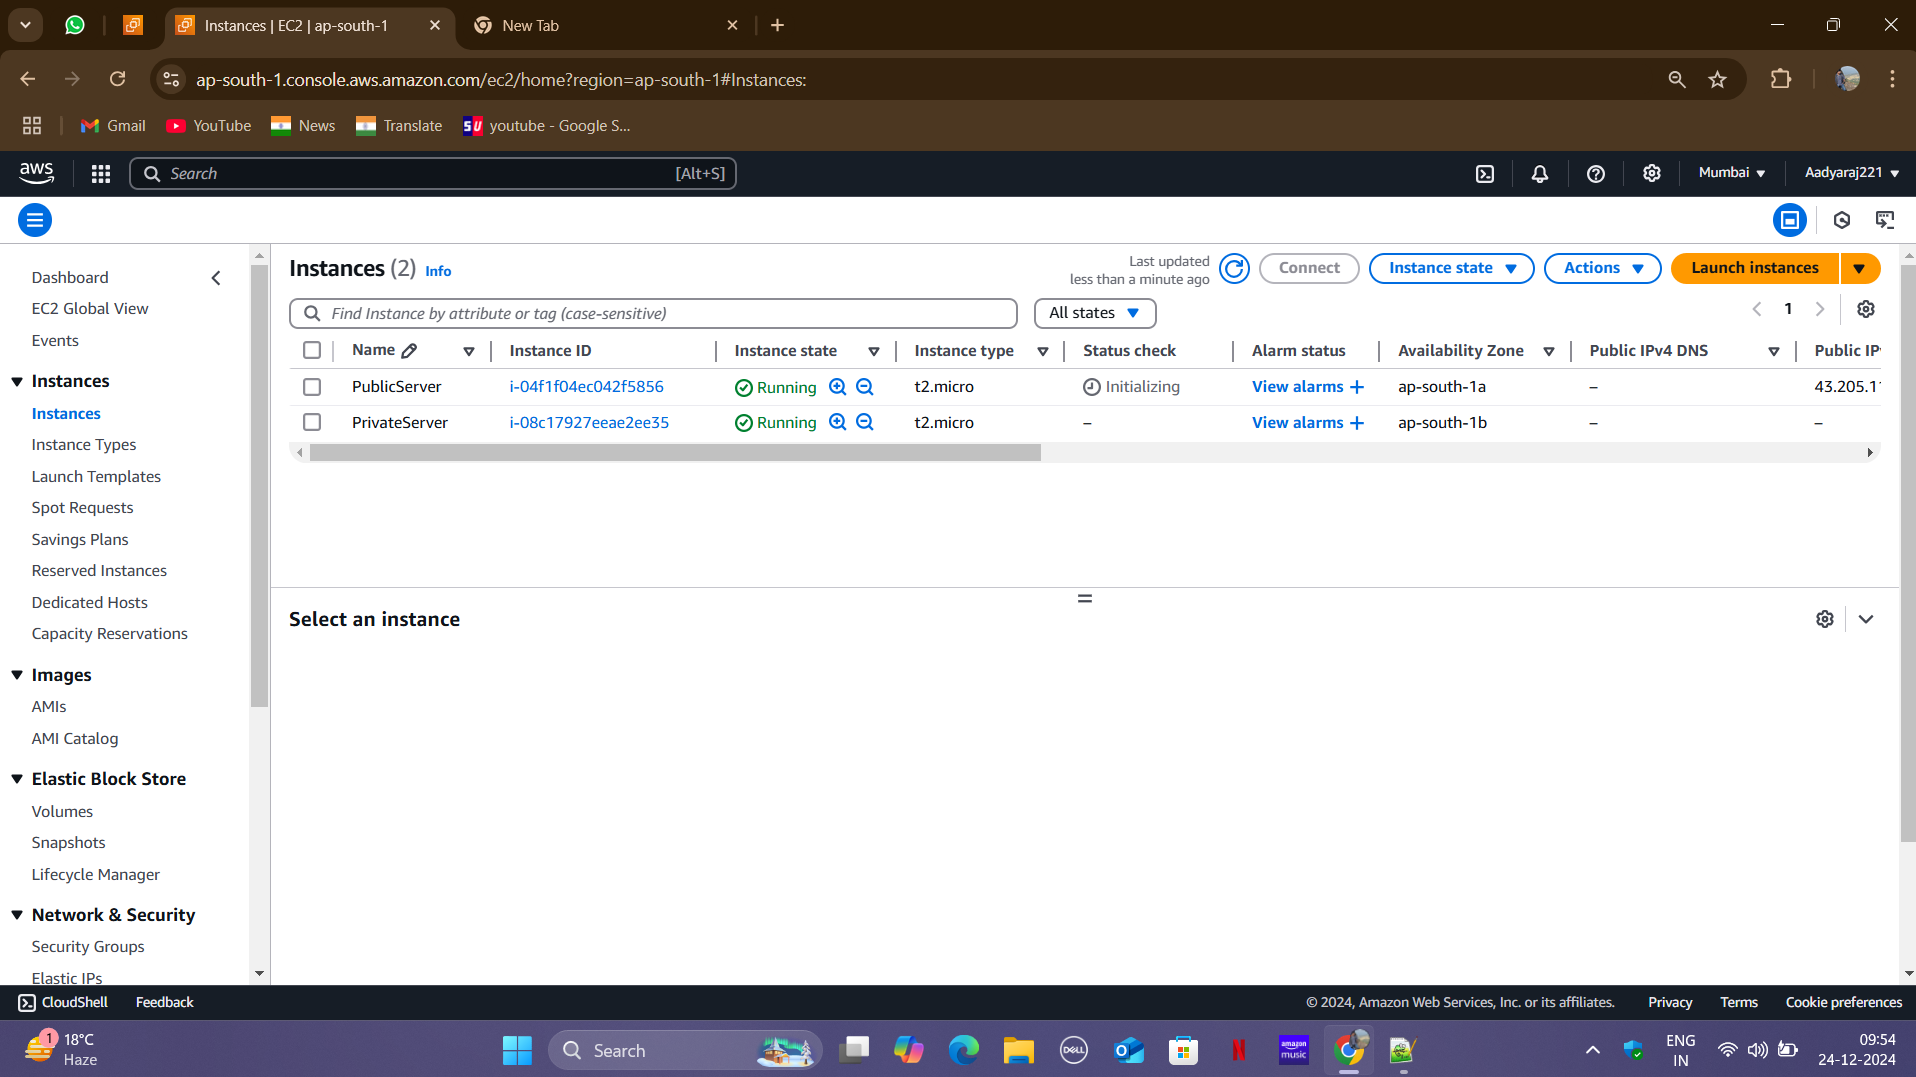 Instances | EC2 | ap-south-1
New Tab
ap-south-1.console.aws.amazon.com/ec2/home?region=ap-south-1#Instances:
Gmail
YouTube
News
Translate
SU youtube - Google S...
aws
Search
[Alt+S]
Mumbai
Aadyaraj221
Dashboard
EC2 Global View
Events
Instances
Instances
Instance Types
Launch Templates
Spot Requests
Savings Plans
Reserved Instances
Dedicated Hosts
Capacity Reservations
Images
AMIs
AMI Catalog
Elastic Block Store
Volumes
Snapshots
Lifecycle Manager
Network & Security
Security Groups
Elastic IPs
Instances (2) Info
Last updated
less than a minute ago
Connect
Instance state
Actions
Launch instances
Find Instance by attribute or tag (case-sensitive)
All states
1
Name Instance ID Instance state Instance type Status check Alarm status Availability Zone Public IPv4 DNS Public IP
PublicServer i-04f1f04ec042f5856 Running t2.micro Initializing View alarms + ap-south-1a – 43.205.1
PrivateServer i-08c17927eeae2ee35 Running t2.micro – View alarms + ap-south-1b – –
Select an instance
CloudShell
Feedback
© 2024, Amazon Web Services, Inc. or its affiliates.
Privacy
Terms
Cookie preferences
1
18°C
Haze
Search
DELL
amazon
music
ENG
IN
09:54
24-12-2024